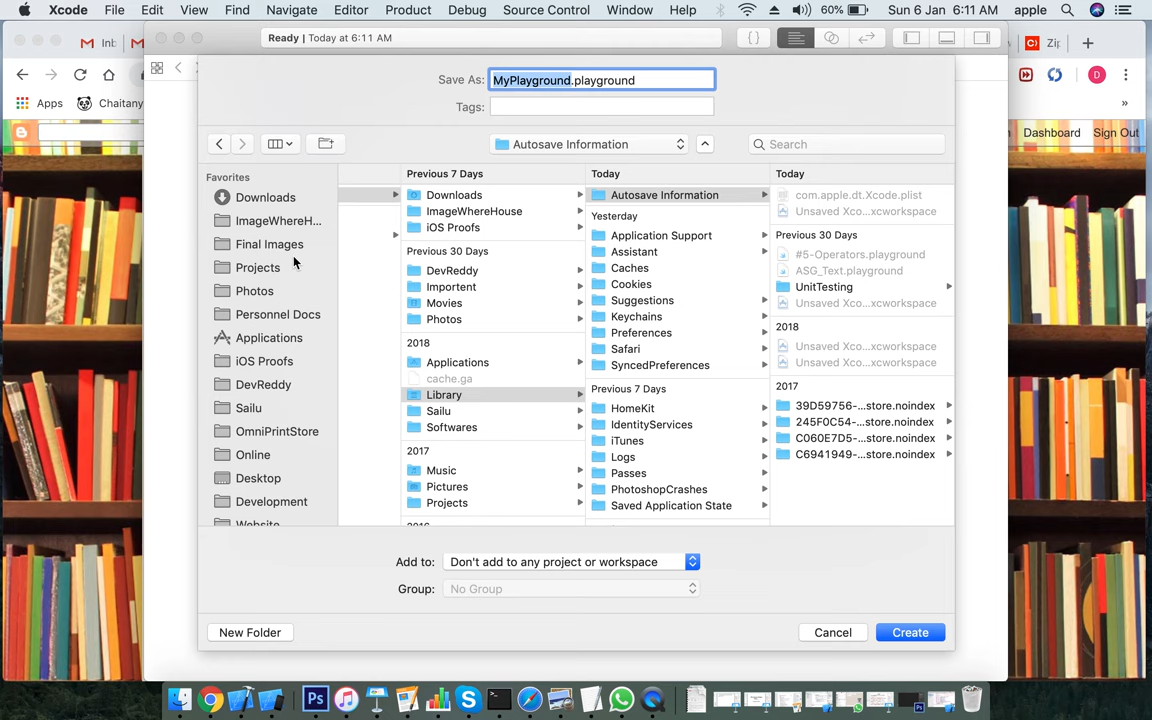 Xcode File Edit View Find Navigate Editor Product Debug Source Control Window Help 60% Sun 6 Jan 6:11 AM apple
Ready | Today at 6:11 AM
Inb
Zip
Apps Chaitany
D
»
Dashboard Sign Out
Save As: MyPlayground.playground
Tags:
Autosave Information
Search
Favorites
Downloads
ImageWhereH...
Final Images
Projects
Photos
Personnel Docs
Applications
iOS Proofs
DevReddy
Sailu
OmniPrintStore
Online
Desktop
Development
Website
Previous 7 Days
Downloads
ImageWhereHouse
iOS Proofs
Previous 30 Days
DevReddy
Importent
Movies
Photos
2018
Applications
cache.ga
Library
Sailu
Softwares
2017
Music
Pictures
Projects
2016
Today
Autosave Information
Yesterday
Application Support
Assistant
Caches
Cookies
Suggestions
Keychains
Preferences
Safari
SyncedPreferences
Previous 7 Days
HomeKit
IdentityServices
iTunes
Logs
Passes
PhotoshopCrashes
Saved Application State
Today
com.apple.dt.Xcode.plist
Unsaved Xco...xcworkspace
Previous 30 Days
#5-Operators.playground
ASG_Text.playground
UnitTesting
Unsaved Xco...xcworkspace
2018
Unsaved Xco...xcworkspace
Unsaved Xco...xcworkspace
2017
39D59756-...store.noindex
245F0C54-...store.noindex
C060E7D5-...store.noindex
C6941949-...store.noindex
Add to: Don't add to any project or workspace
Group: No Group
New Folder
Cancel
Create
Ps